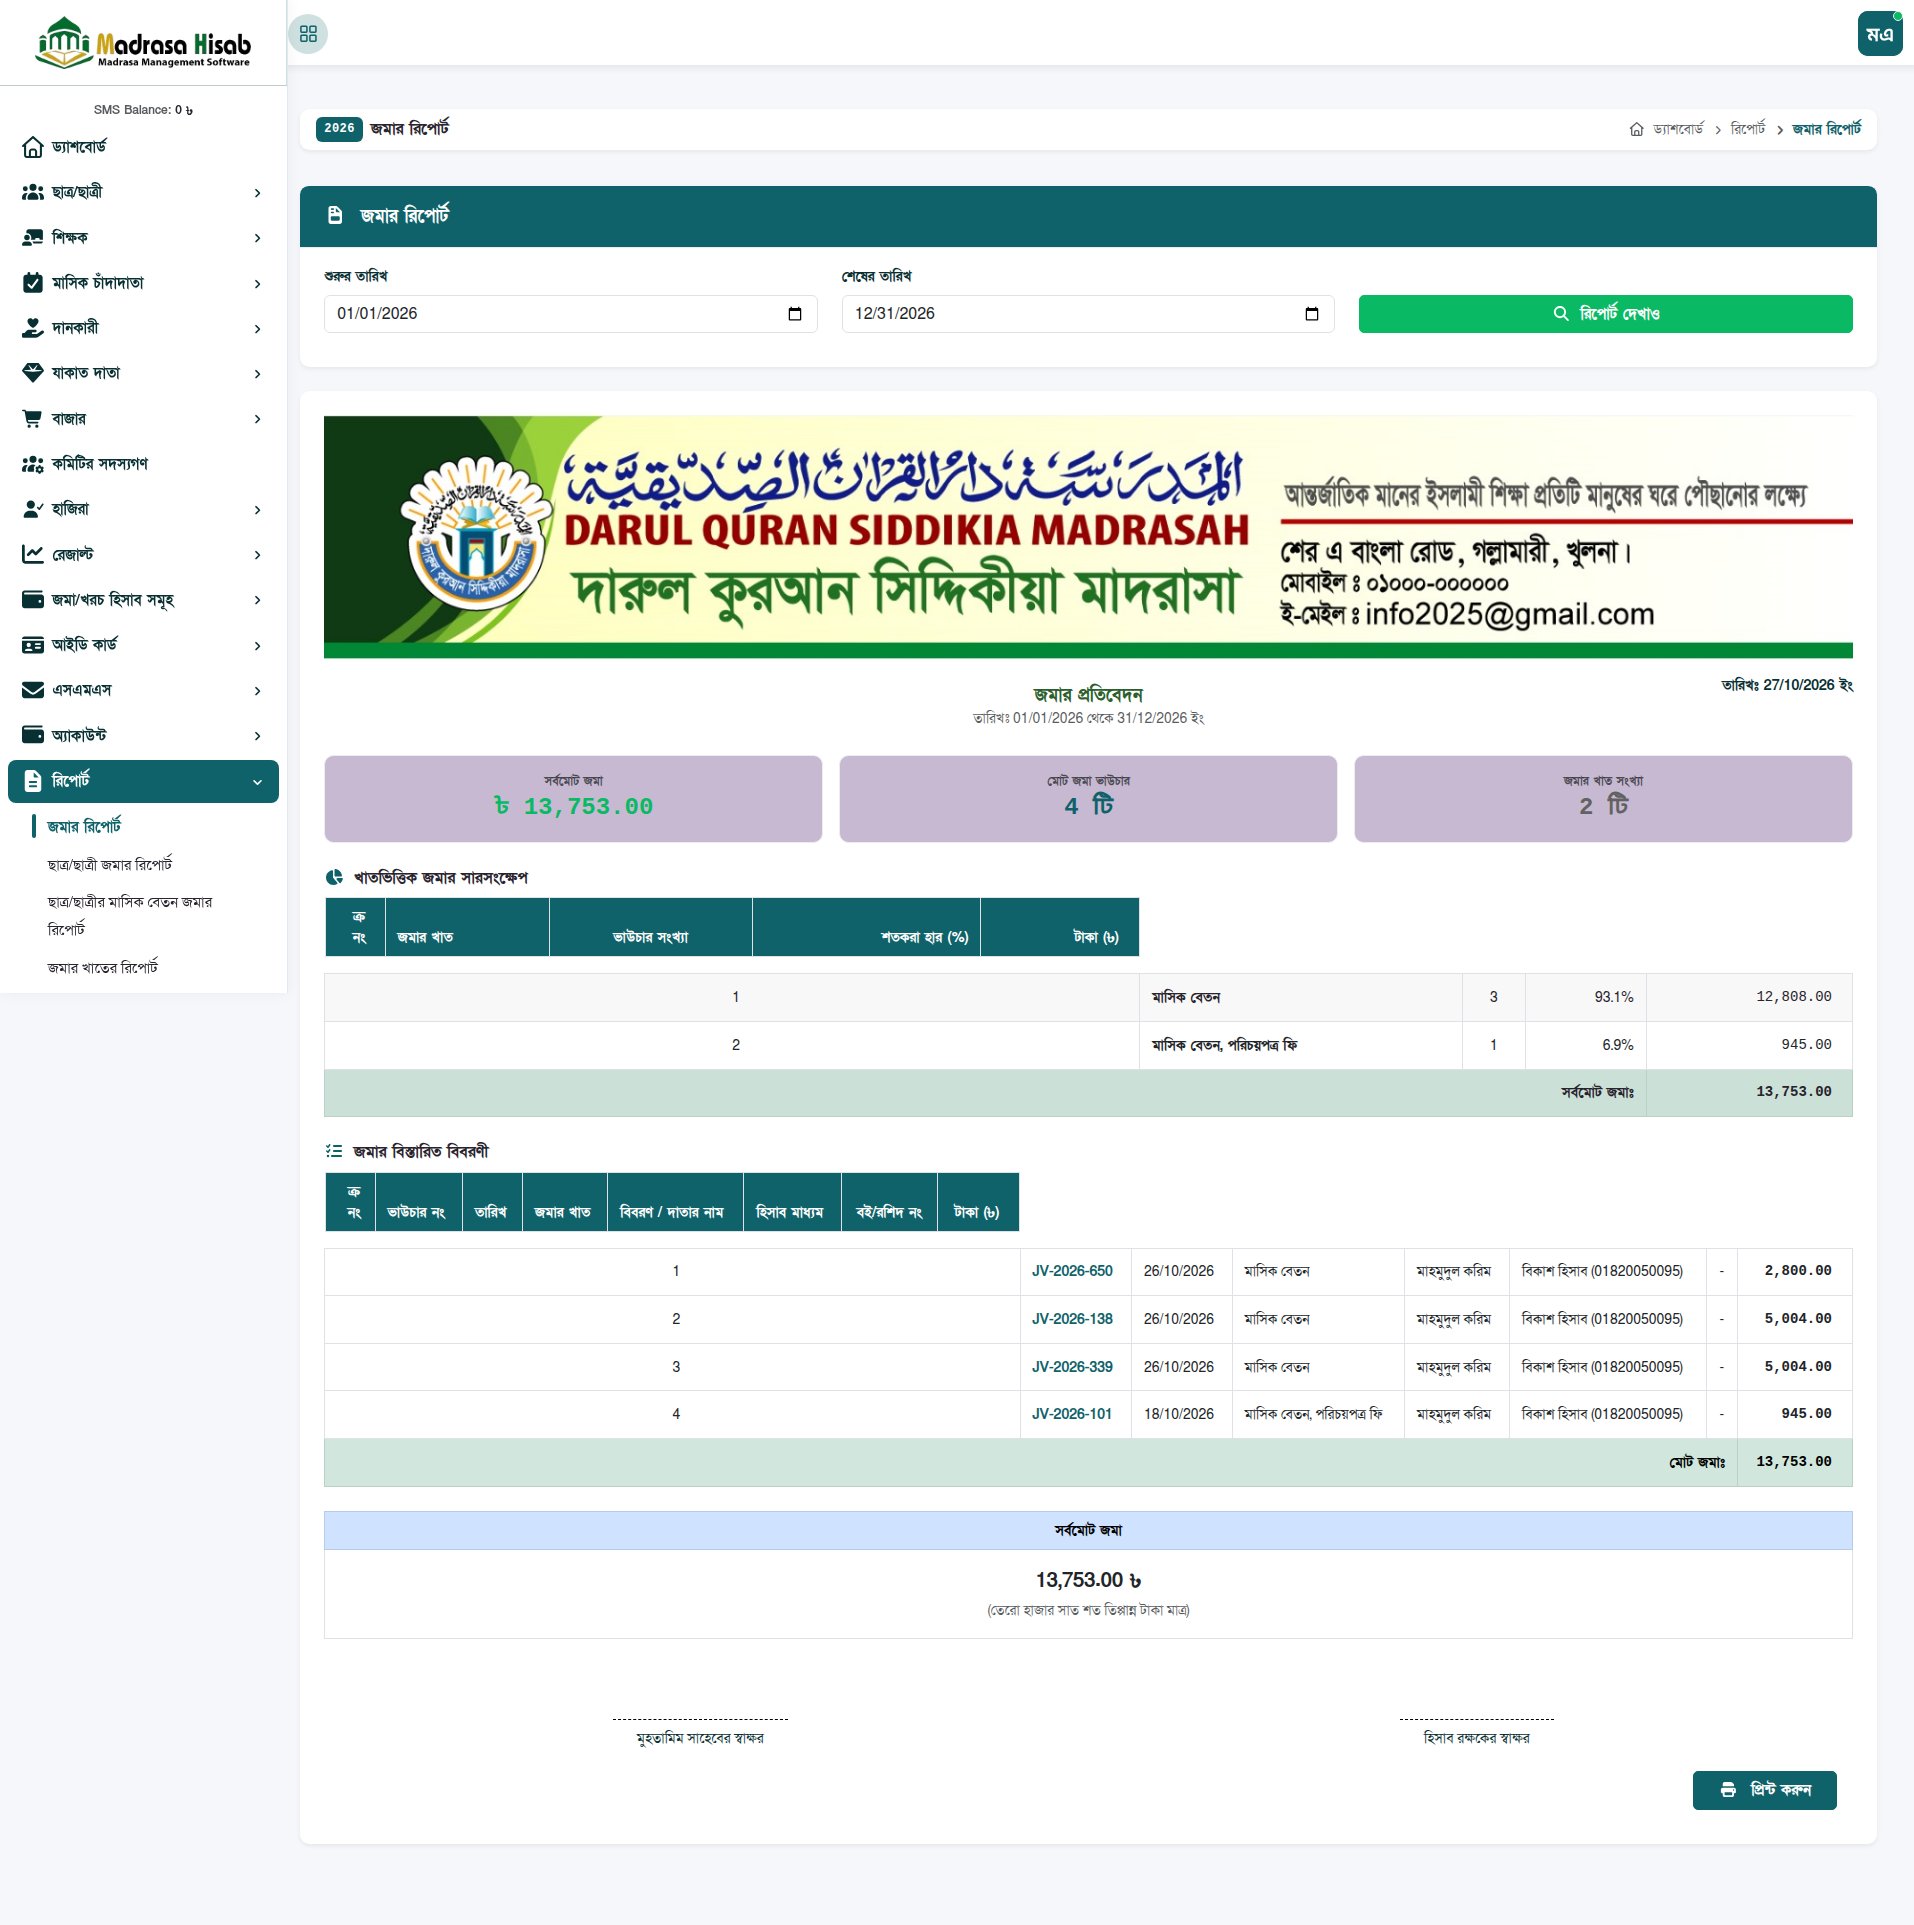 Madrasa Hisab
Madrasa Management Software
মএ
SMS Balance: 0 ৳
ড্যাশবোর্ড
ছাত্র/ছাত্রী
শিক্ষক
মাসিক চাঁদাদাতা
দানকারী
যাকাত দাতা
বাজার
কমিটির সদস্যগণ
হাজিরা
রেজাল্ট
জমা/খরচ হিসাব সমূহ
আইডি কার্ড
এসএমএস
অ্যাকাউন্ট
রিপোর্ট
জমার রিপোর্ট
ছাত্র/ছাত্রী জমার রিপোর্ট
ছাত্র/ছাত্রীর মাসিক বেতন জমার
রিপোর্ট
জমার খাতের রিপোর্ট
2026 জমার রিপোর্ট
ড্যাশবোর্ড > রিপোর্ট > জমার রিপোর্ট
জমার রিপোর্ট
শুরুর তারিখ শেষের তারিখ
01/01/2026 12/31/2026 রিপোর্ট দেখাও
المدرسة دار القرآن الصديقية
DARUL QURAN SIDDIKIA MADRASAH
দারুল কুরআন সিদ্দিকীয়া মাদরাসা
দারুল কুরআন সিদ্দিকীয়া মাদরাসা
আন্তর্জাতিক মানের ইসলামী শিক্ষা প্রতিটি মানুষের ঘরে পৌছানোর লক্ষ্যে
শের এ বাংলা রোড, গল্লামারী, খুলনা।
মোবাইল : ০১০০০-০০০০০০
ই-মেইল : info2025@gmail.com
তারিখঃ 27/10/2026 ইং
জমার প্রতিবেদন
তারিখঃ 01/01/2026 থেকে 31/12/2026 ইং
সর্বমোট জমা মোট জমা ভাউচার জমার খাত সংখ্যা
৳ 13,753.00 4 টি 2 টি
খাতভিত্তিক জমার সারসংক্ষেপ
ক্র
নং জমার খাত ভাউচার সংখ্যা শতকরা হার (%) টাকা (৳)
1 মাসিক বেতন 3 93.1% 12,808.00
2 মাসিক বেতন, পরিচয়পত্র ফি 1 6.9% 945.00
সর্বমোট জমাঃ 13,753.00
জমার বিস্তারিত বিবরণী
ক্র
নং ভাউচার নং তারিখ জমার খাত বিবরণ / দাতার নাম হিসাব মাধ্যম বই/রশিদ নং টাকা (৳)
1 JV-2026-650 26/10/2026 মাসিক বেতন মাহমুদুল করিম বিকাশ হিসাব (01820050095) - 2,800.00
2 JV-2026-138 26/10/2026 মাসিক বেতন মাহমুদুল করিম বিকাশ হিসাব (01820050095) - 5,004.00
3 JV-2026-339 26/10/2026 মাসিক বেতন মাহমুদুল করিম বিকাশ হিসাব (01820050095) - 5,004.00
4 JV-2026-101 18/10/2026 মাসিক বেতন, পরিচয়পত্র ফি মাহমুদুল করিম বিকাশ হিসাব (01820050095) - 945.00
মোট জমাঃ 13,753.00
সর্বমোট জমা
13,753.00 ৳
(তেরো হাজার সাত শত তিপ্পান্ন টাকা মাত্র)
মুহতামিম সাহেবের স্বাক্ষর হিসাব রক্ষকের স্বাক্ষর
প্রিন্ট করুন